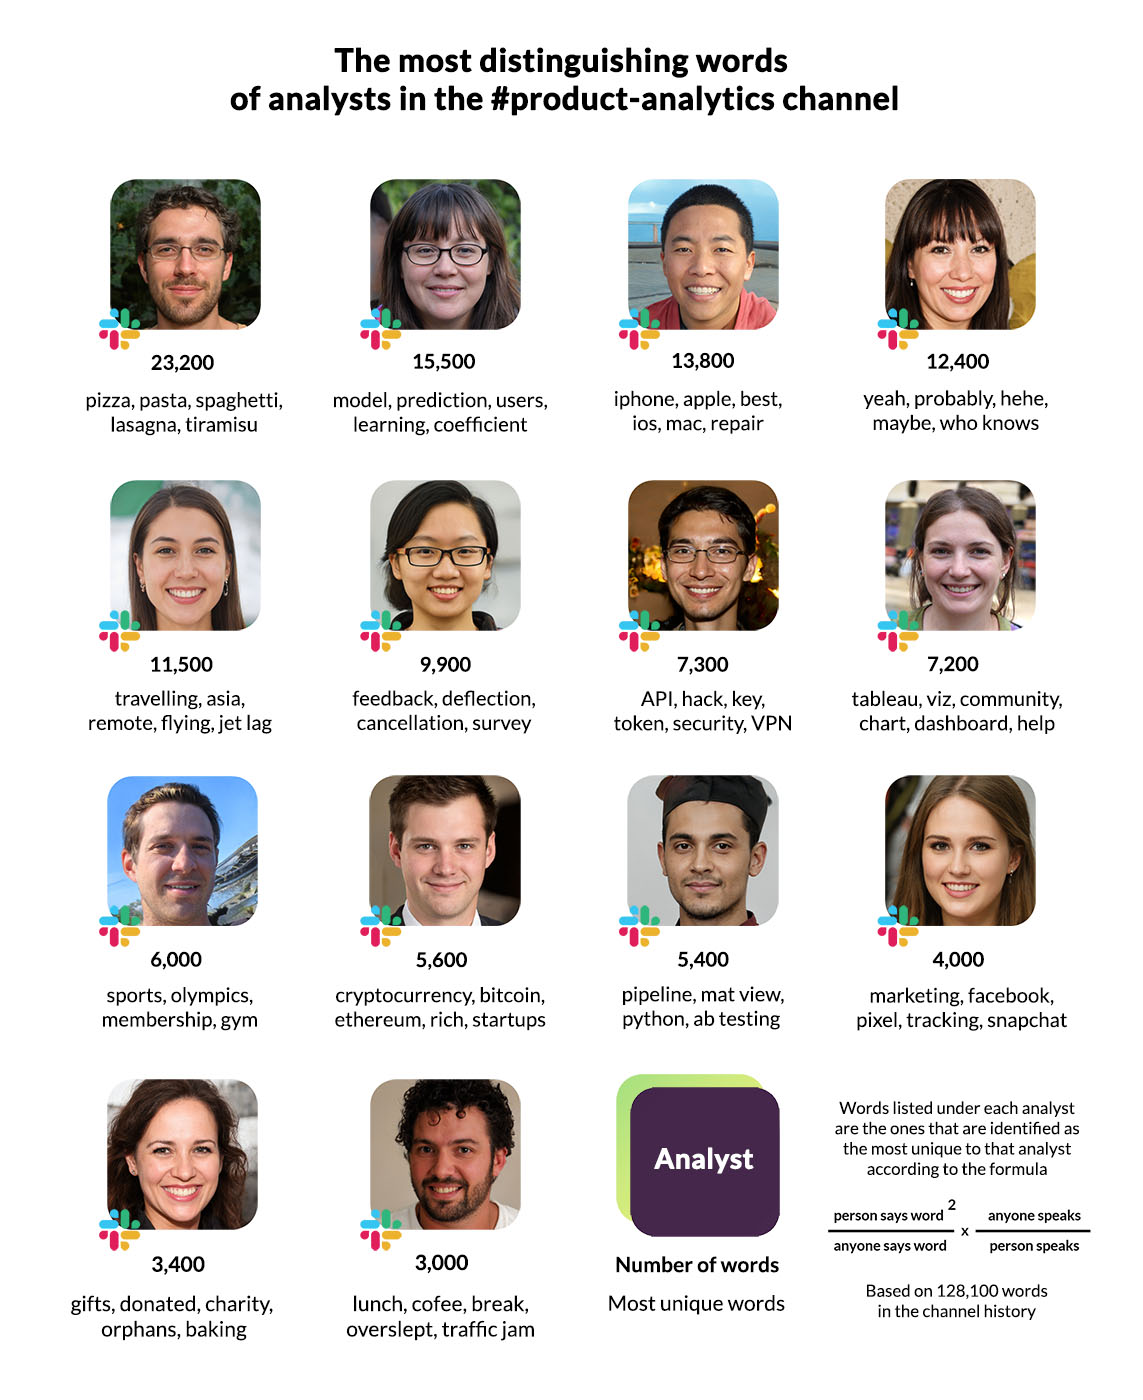 The most distinguishing words
of analysts in the #product-analytics channel
23,200
pizza, pasta, spaghetti,
lasagna, tiramisu
15,500
model, prediction, users,
learning, coefficient
13,800
iphone, apple, best,
ios, mac, repair
12,400
yeah, probably, hehe,
maybe, who knows
11,500
travelling, asia,
remote, flying, jet lag
9,900
feedback, deflection,
cancellation, survey
7,300
API, hack, key,
token, security, VPN
7,200
tableau, viz, community,
chart, dashboard, help
6,000
sports, olympics,
membership, gym
5,600
cryptocurrency, bitcoin,
ethereum, rich, startups
5,400
pipeline, mat view,
python, ab testing
4,000
marketing, facebook,
pixel, tracking, snapchat
3,400
gifts, donated, charity,
orphans, baking
3,000
lunch, cofee, break,
overslept, traffic jam
Analyst
Number of words
Most unique words
Words listed under each analyst
are the ones that are identified as
the most unique to that analyst
according to the formula
person says word 2
anyone says word
x
anyone speaks
person speaks
Based on 128,100 words
in the channel history